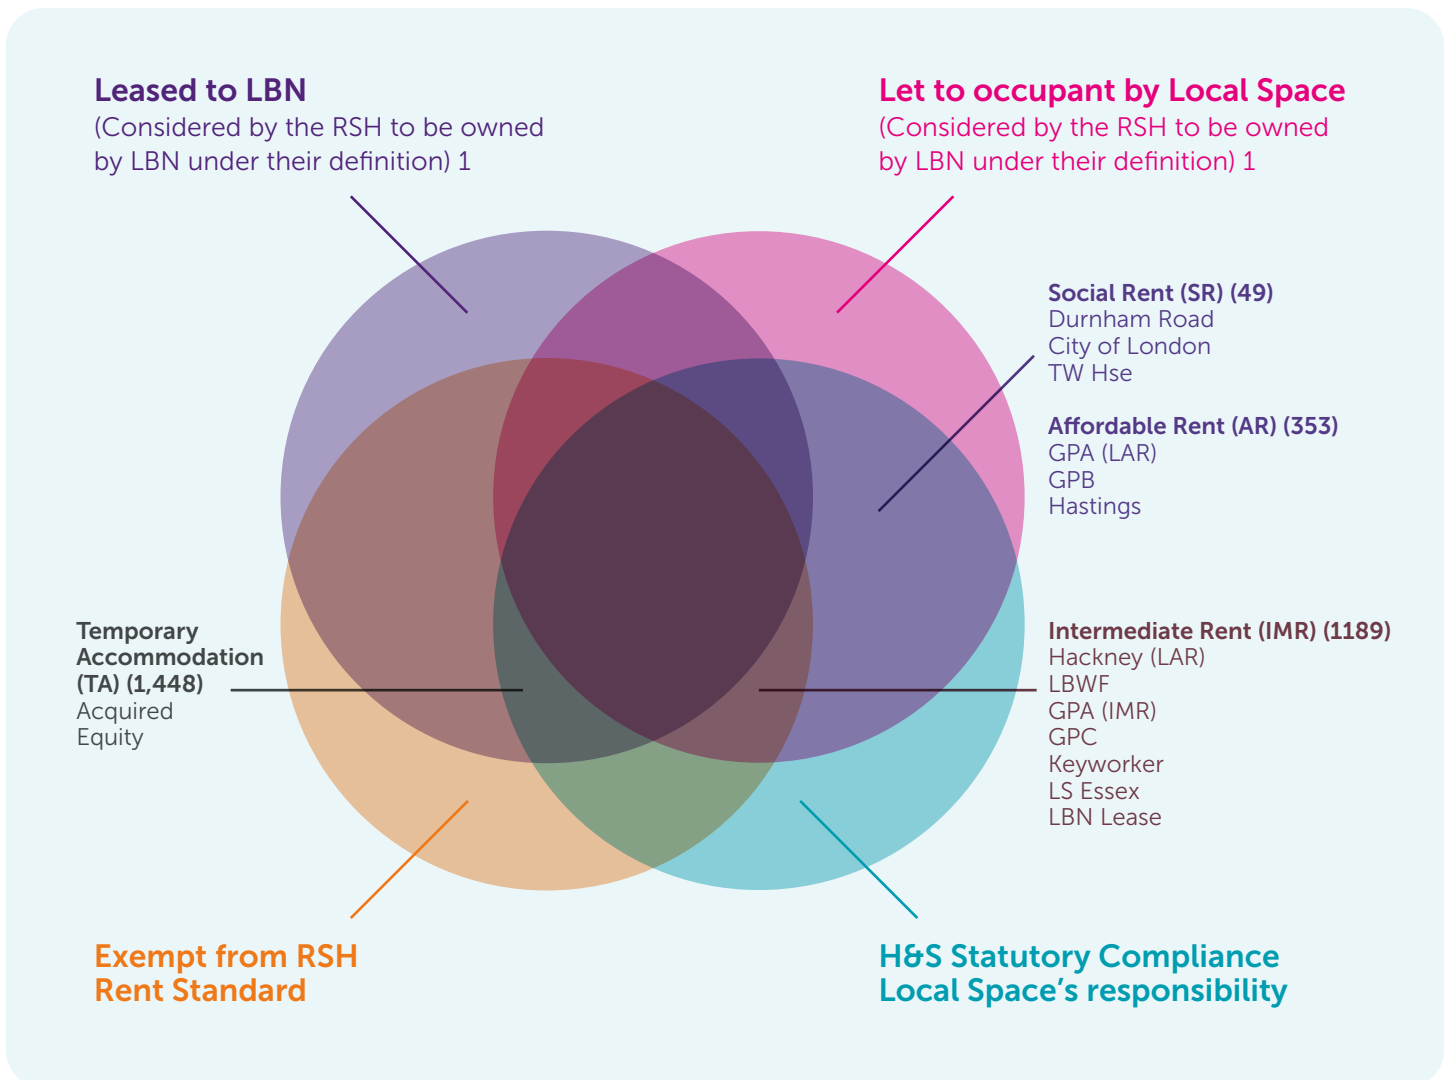 Leased to LBN
(Considered by the RSH to be owned
by LBN under their definition) 1
Let to occupant by Local Space
(Considered by the RSH to be owned
by LBN under their definition) 1
Social Rent (SR) (49)
Durnham Road
City of London
TW Hse
Affordable Rent (AR) (353)
GPA (LAR)
GPB
Hastings
Temporary
Accommodation
(TA) (1,448)
Acquired
Equity
Intermediate Rent (IMR) (1189)
Hackney (LAR)
LBWF
GPA (IMR)
GPC
Keyworker
LS Essex
LBN Lease
Exempt from RSH
Rent Standard
H&S Statutory Compliance
Local Space’s responsibility